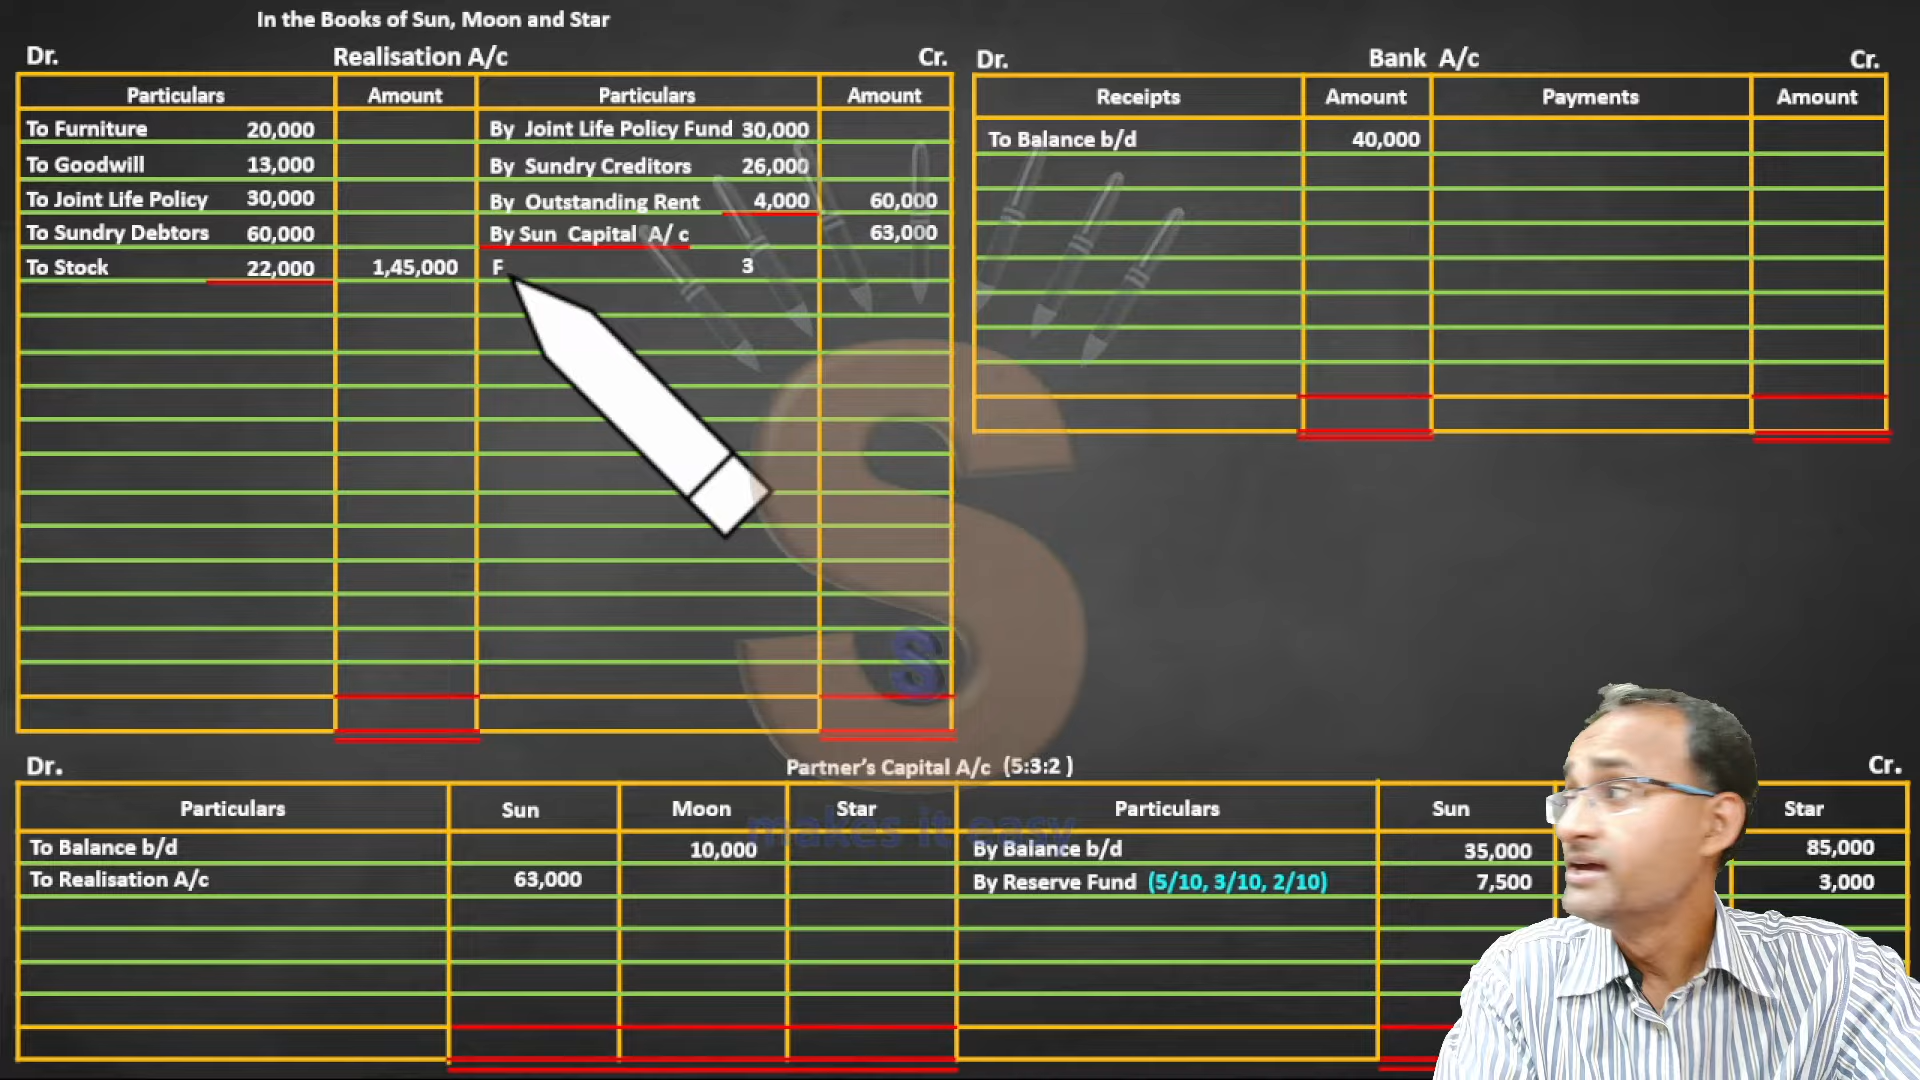 In the Books of Sun, Moon and Star
Dr. Realisation A/c Cr.
Particulars Amount Particulars Amount
To Furniture 20,000 By Joint Life Policy Fund 30,000
To Goodwill 13,000 By Sundry Creditors 26,000
To Joint Life Policy 30,000 By Outstanding Rent 4,000 60,000
To Sundry Debtors 60,000 By Sun Capital A/ c 63,000
To Stock 22,000 1,45,000 F 3
Dr. Bank A/c Cr.
Receipts Amount Payments Amount
To Balance b/d 40,000
S
s
makes it easy
Dr. Partner's Capital A/c (5:3:2 ) Cr.
Particulars Sun Moon Star Particulars Sun Star
To Balance b/d 10,000 By Balance b/d 35,000 85,000
To Realisation A/c 63,000 By Reserve Fund (5/10, 3/10, 2/10) 7,500 3,000